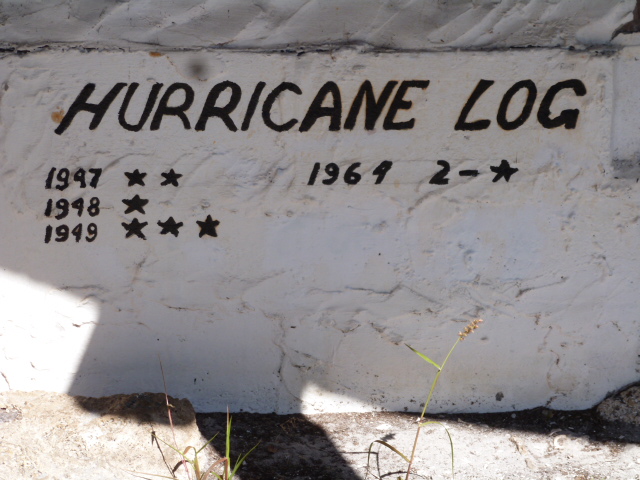 HURRICANE LOG
1947 ★ ★
1948 ★
1949 ★ ★ ★
1964 2-★